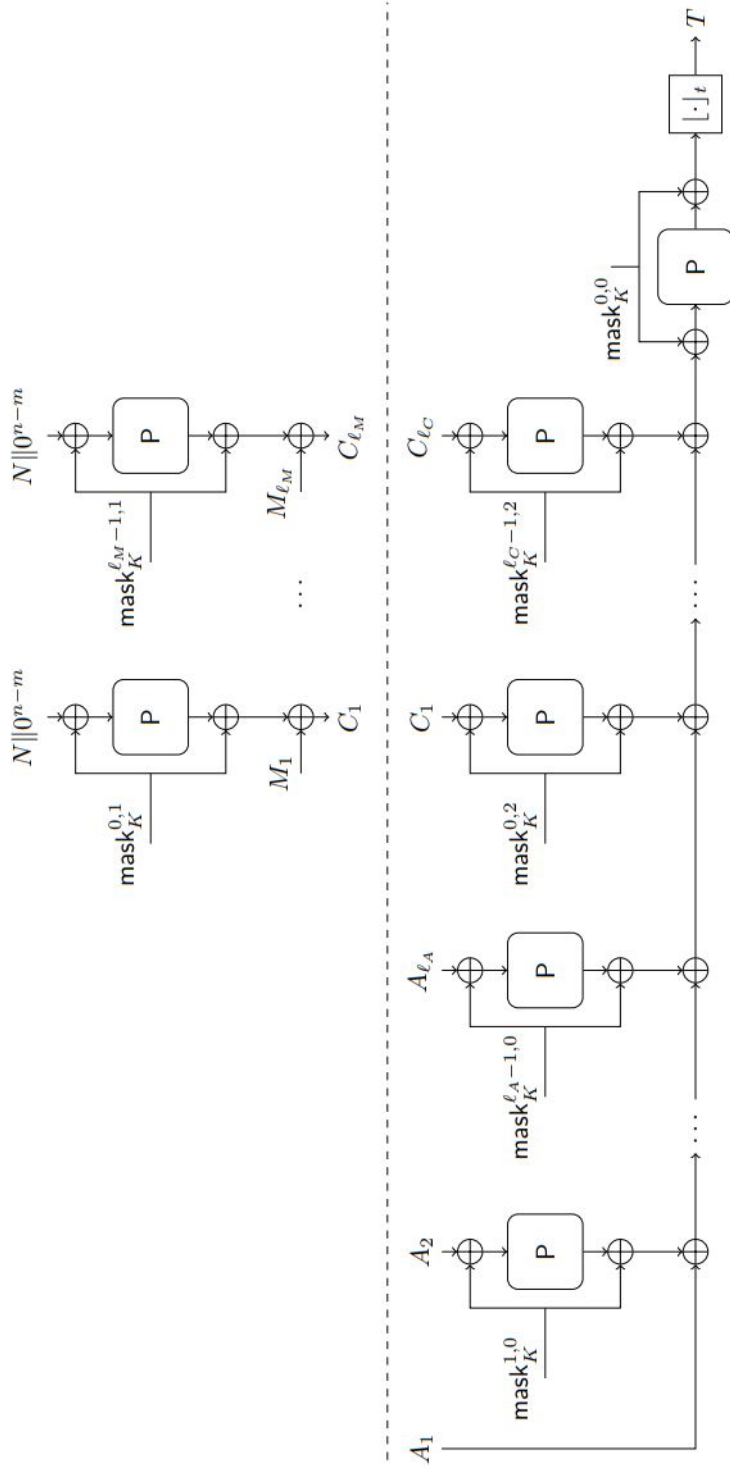 N∥0^{n−m} N∥0^{n−m}
mask_K^{0,1} P mask_K^{ℓ_M−1,1} P
M_1 ... M_{ℓ_M}
C_1 C_{ℓ_M}
A_1 A_2 A_{ℓ_A} C_1 C_{ℓ_C}
mask_K^{1,0} P mask_K^{ℓ_A−1,0} P mask_K^{0,2} P mask_K^{ℓ_C−1,2} P
mask_K^{0,0}
... ... P ⌊·⌋_t T